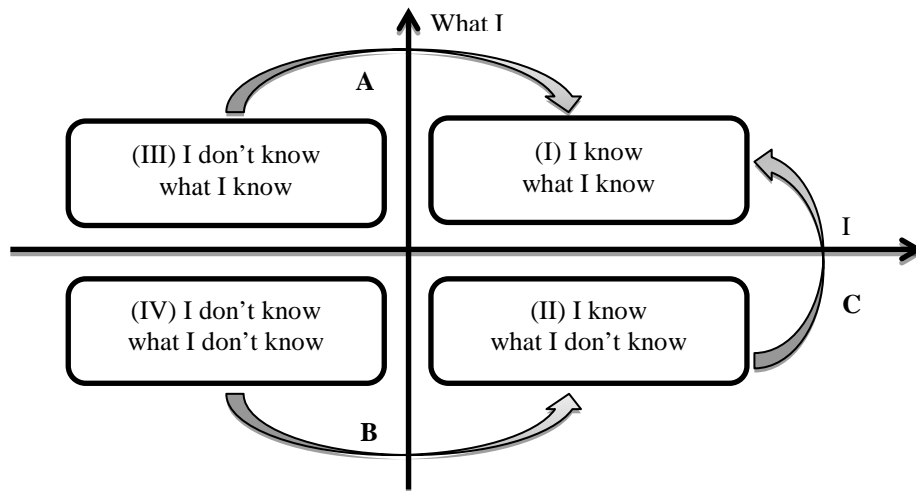 What I
A
(III) I don’t know
what I know
(I) I know
what I know
I
(IV) I don’t know
what I don’t know
(II) I know
what I don’t know
C
B